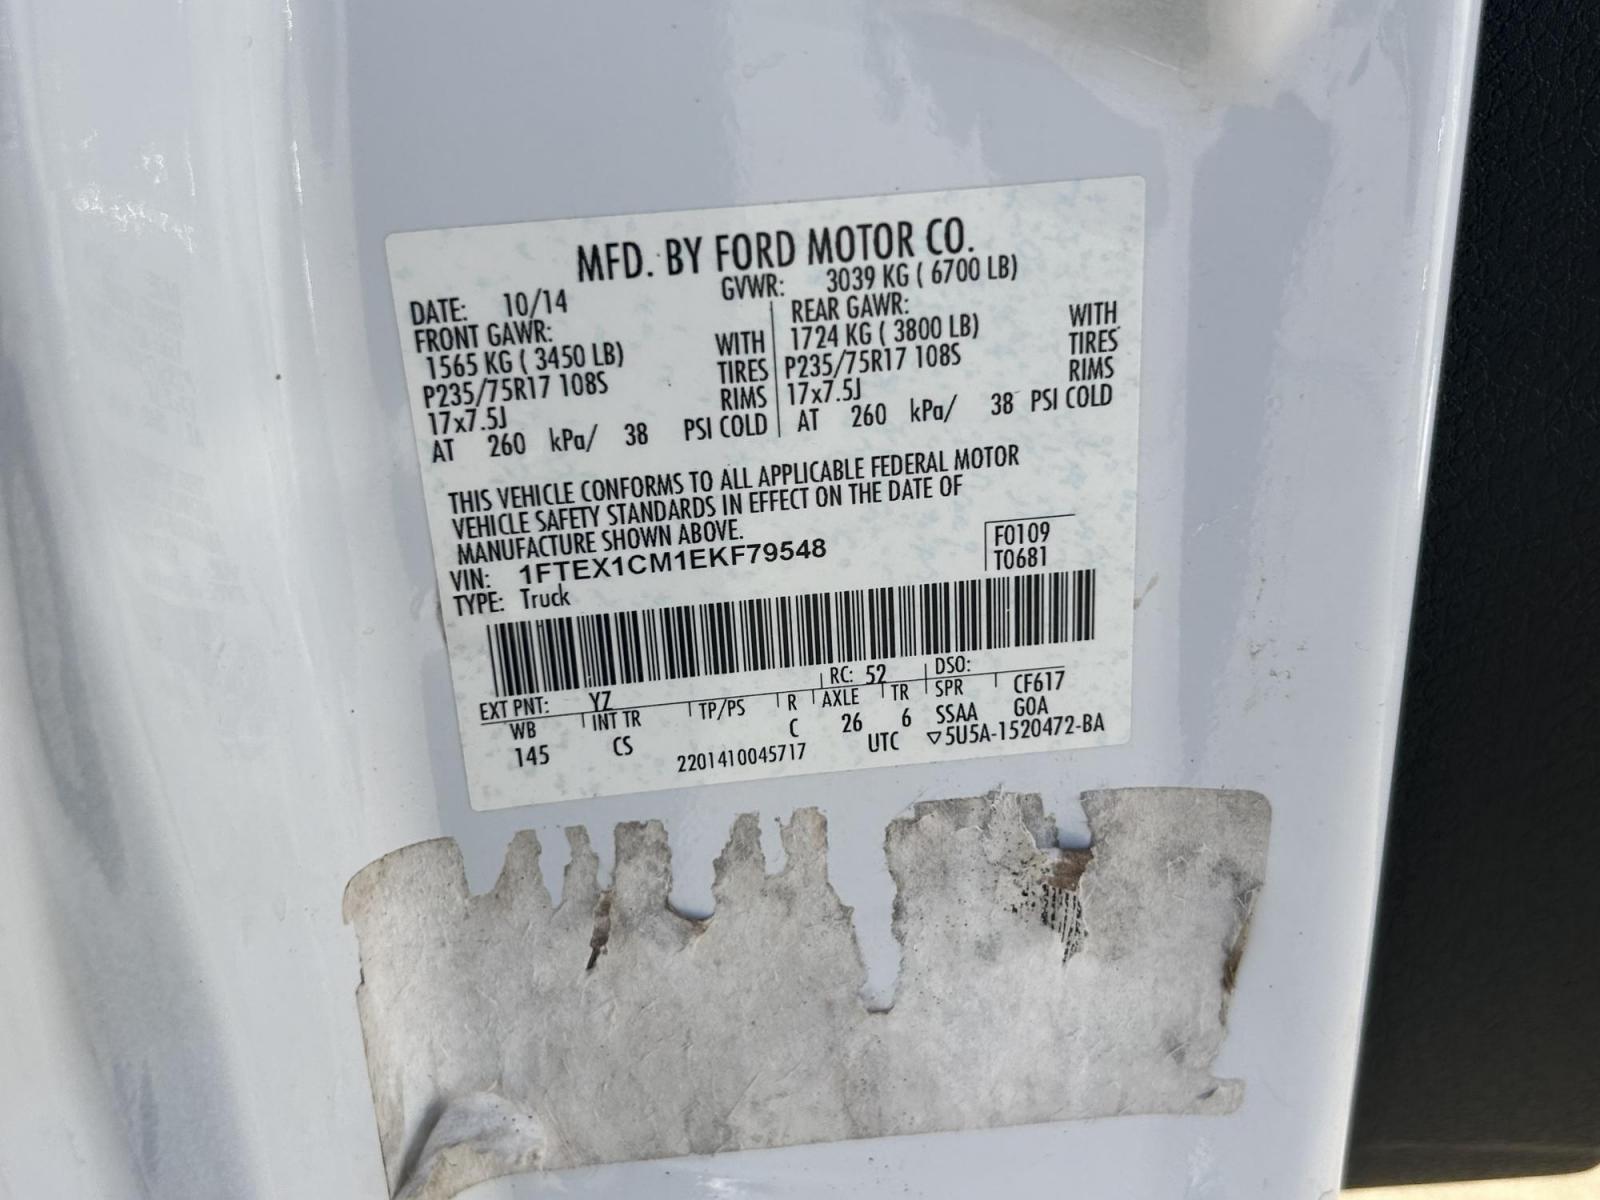 MFD. BY FORD MOTOR CO.
DATE: 10/14 GVWR: 3039 KG ( 6700 LB)
FRONT GAWR: REAR GAWR:
1565 KG ( 3450 LB) WITH 1724 KG ( 3800 LB) WITH
P235/75R17 108S TIRES P235/75R17 108S TIRES
17x7.5J RIMS 17x7.5J RIMS
AT 260 kPa/ 38 PSI COLD AT 260 kPa/ 38 PSI COLD
THIS VEHICLE CONFORMS TO ALL APPLICABLE FEDERAL MOTOR
VEHICLE SAFETY STANDARDS IN EFFECT ON THE DATE OF
MANUFACTURE SHOWN ABOVE.
VIN: 1FTEX1CM1EKF79548 F0109
TYPE: Truck T0681
EXT PNT: YZ RC: 52 DSO:
WB INT TR TP/PS R AXLE TR SPR CF617
145 CS C 26 6 SSAA GOA
2201410045717 UTC ▽5U5A-1520472-BA